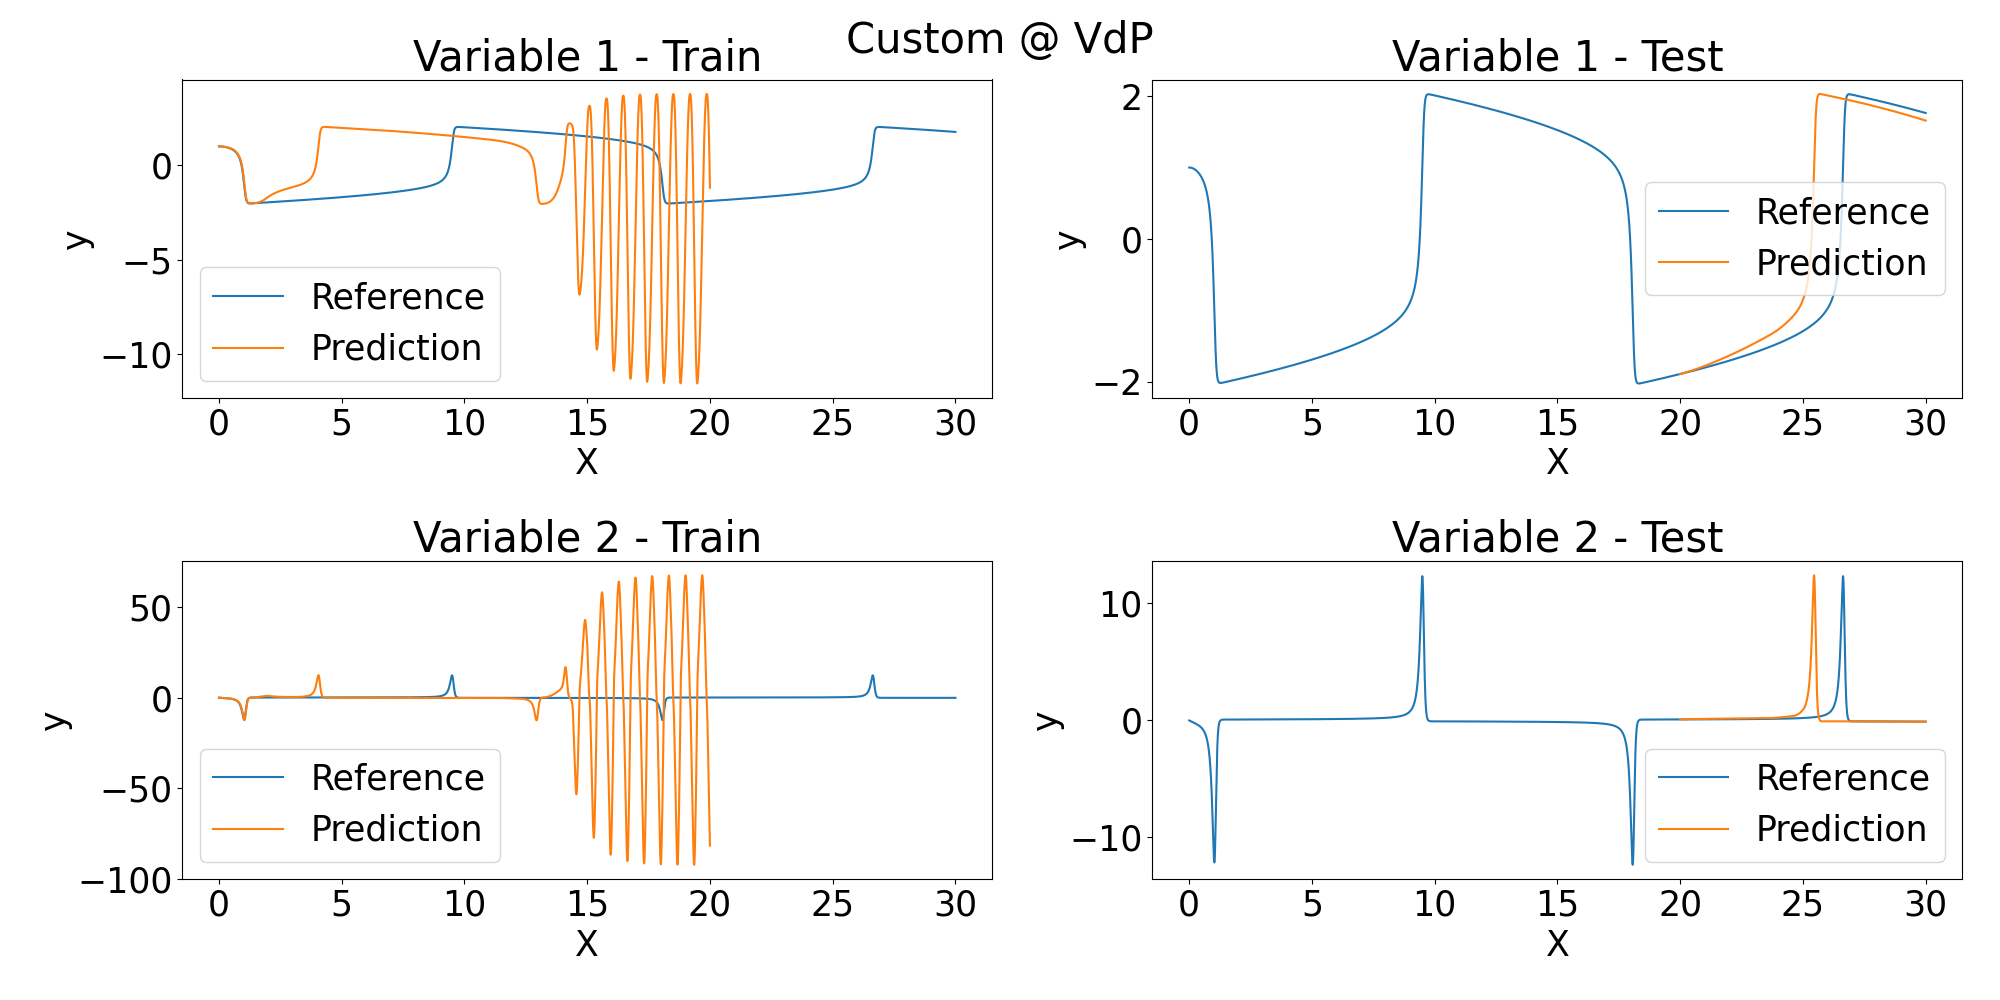 Custom @ VdP
Variable 1 - Train
0
−5
−10
y
Reference
Prediction
0 5 10 15 20 25 30
X
Variable 1 - Test
2
0
−2
y
Reference
Prediction
0 5 10 15 20 25 30
X
Variable 2 - Train
50
0
−50
−100
y
Reference
Prediction
0 5 10 15 20 25 30
X
Variable 2 - Test
10
0
−10
y
Reference
Prediction
0 5 10 15 20 25 30
X